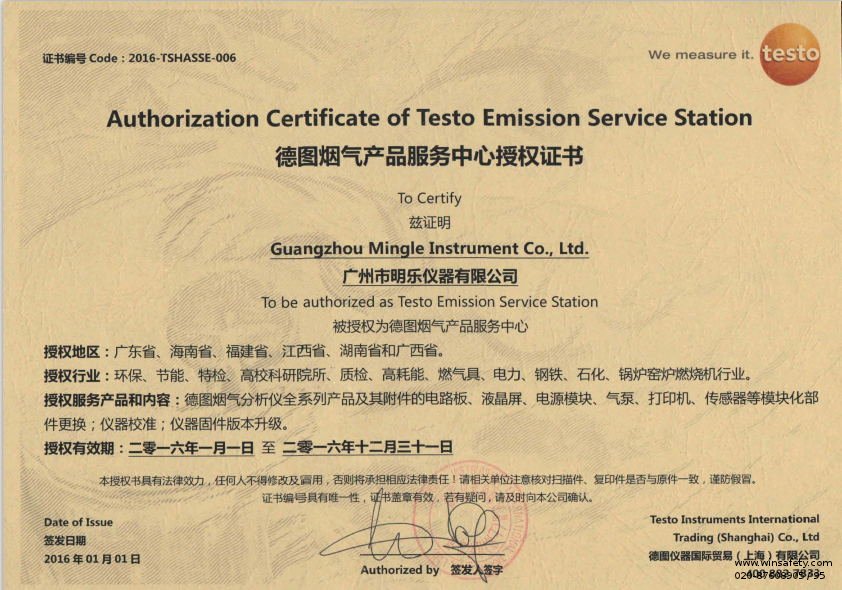 证书编号 Code：2016-TSHASSE-006
We measure it. testo
Authorization Certificate of Testo Emission Service Station
德图烟气产品服务中心授权证书
To Certify
兹证明
Guangzhou Mingle Instrument Co., Ltd.
广州市明乐仪器有限公司
To be authorized as Testo Emission Service Station
被授权为德图烟气产品服务中心
授权地区：广东省、海南省、福建省、江西省、湖南省和广西省。
授权行业：环保、节能、特检、高校科研院所、质检、高耗能、燃气具、电力、钢铁、石化、锅炉窑炉燃烧机行业。
授权服务产品和内容：德图烟气分析仪全系列产品及其附件的电路板、液晶屏、电源模块、气泵、打印机、传感器等模块化部
件更换；仪器校准；仪器固件版本升级。
授权有效期：二零一六年一月一日 至 二零一六年十二月三十一日
本授权书具有法律效力，任何人不得修改及冒用，否则将承担相应法律责任！请相关单位注意核对扫描件、复印件是否与原件一致，谨防假冒。
证书编号具有唯一性，证书盖章有效，若有疑问，请及时向本公司确认。
Date of Issue
签发日期
2016 年 01 月 01 日
Authorized by 签发人签字
Testo Instruments International
Trading (Shanghai) Co., Ltd
德图仪器国际贸易（上海）有限公司
www.winsafety.com